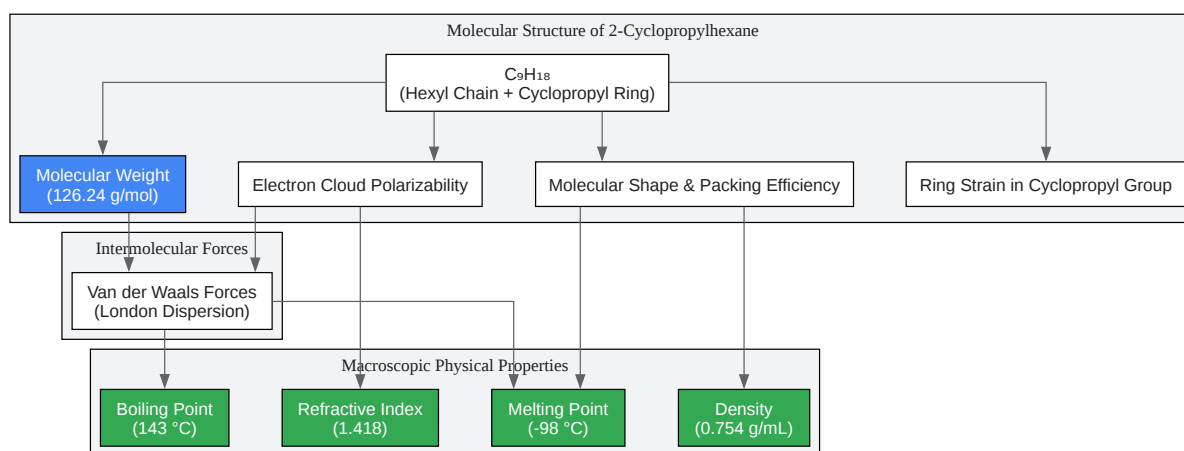 Molecular Structure of 2-Cyclopropylhexane
C₉H₁₈
(Hexyl Chain + Cyclopropyl Ring)
Molecular Weight
(126.24 g/mol)
Electron Cloud Polarizability
Molecular Shape & Packing Efficiency
Ring Strain in Cyclopropyl Group
Intermolecular Forces
Van der Waals Forces
(London Dispersion)
Macroscopic Physical Properties
Boiling Point
(143 °C)
Refractive Index
(1.418)
Melting Point
(-98 °C)
Density
(0.754 g/mL)